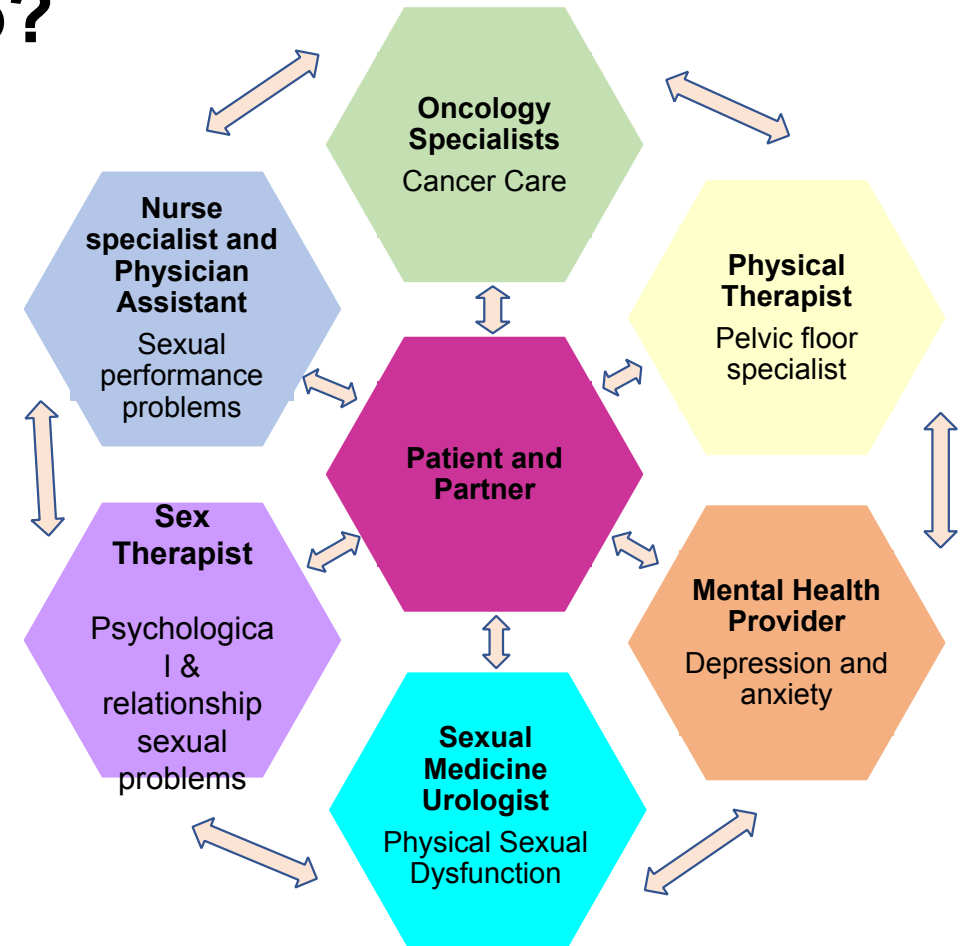 ?
Oncology
Specialists
Cancer Care
Nurse
specialist and
Physician
Assistant
Sexual
performance
problems
Physical
Therapist
Pelvic floor
specialist
Patient and
Partner
Sex
Therapist
Psychologica
l &
relationship
sexual
problems
Mental Health
Provider
Depression and
anxiety
Sexual
Medicine
Urologist
Physical Sexual
Dysfunction